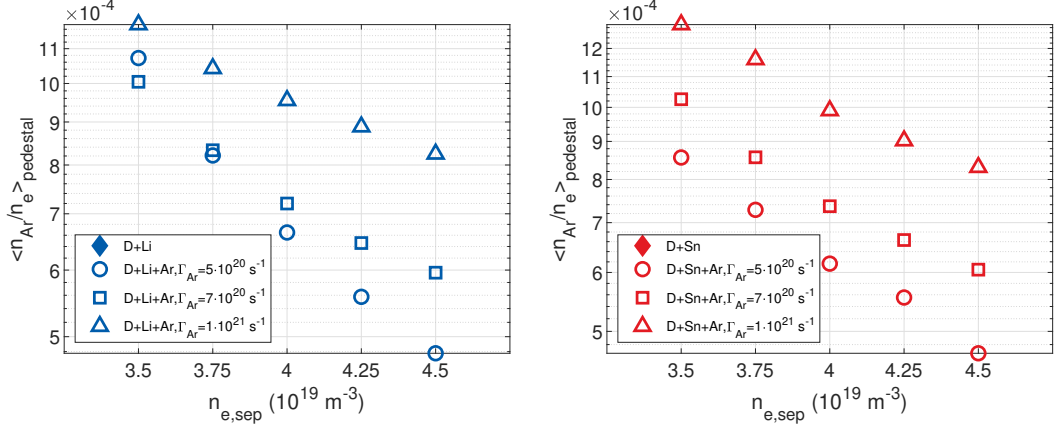 ×10⁻⁴
11
10
9
8
7
6
5
<n_Ar/n_e>_pedestal
D+Li
D+Li+Ar,Γ_Ar=5·10²⁰ s⁻¹
D+Li+Ar,Γ_Ar=7·10²⁰ s⁻¹
D+Li+Ar,Γ_Ar=1·10²¹ s⁻¹
3.5 3.75 4 4.25 4.5
n_e,sep (10¹⁹ m⁻³)
×10⁻⁴
12
11
10
9
8
7
6
5
<n_Ar/n_e>_pedestal
D+Sn
D+Sn+Ar,Γ_Ar=5·10²⁰ s⁻¹
D+Sn+Ar,Γ_Ar=7·10²⁰ s⁻¹
D+Sn+Ar,Γ_Ar=1·10²¹ s⁻¹
3.5 3.75 4 4.25 4.5
n_e,sep (10¹⁹ m⁻³)